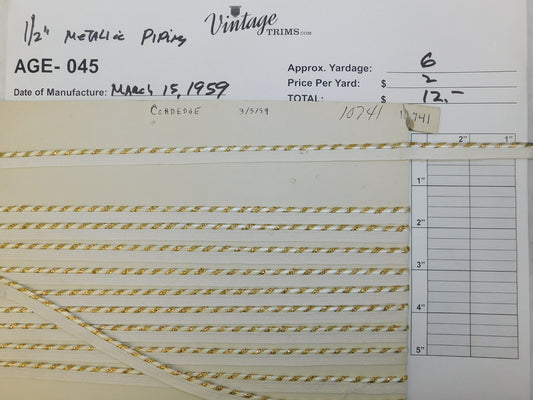 1/2" METALLIC PIPING
Vintage
TRIMS.COM
AGE- 045
Approx. Yardage: 6
Price Per Yard: $ 2
Date of Manufacture: MARCH 15, 1959
TOTAL: $ 12.-
CORDEDGE 3/5/59 10741
741
2" 1"
1"
2"
3"
4"
5"